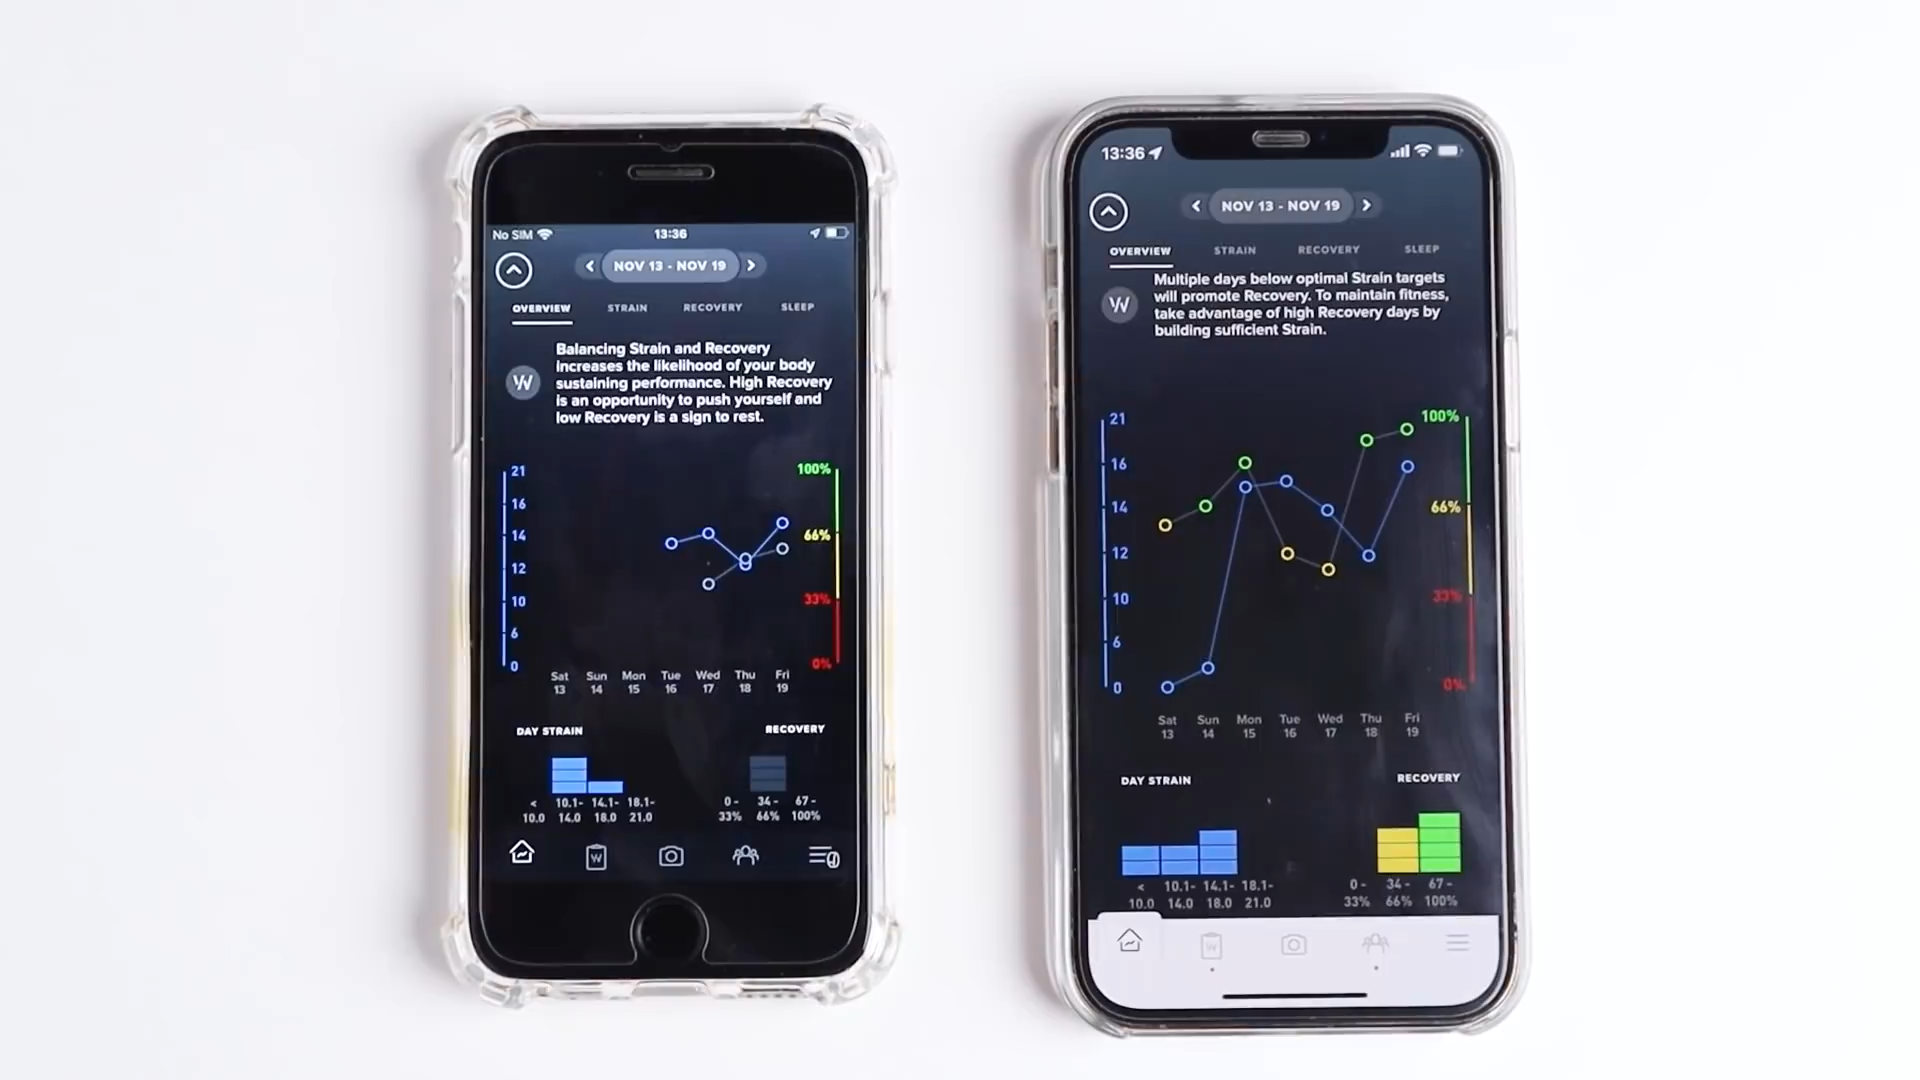 No SIM
13:36
NOV 13 - NOV 19
OVERVIEW STRAIN RECOVERY SLEEP
W
Balancing Strain and Recovery
increases the likelihood of your body
sustaining performance. High Recovery
is an opportunity to push yourself and
low Recovery is a sign to rest.
21 100%
16
14 66%
12
10 33%
6
0 0%
Sat Sun Mon Tue Wed Thu Fri
13 14 15 16 17 18 19
DAY STRAIN RECOVERY
< 10.1- 14.1- 18.1- 0 - 34 - 67 -
10.0 14.0 18.0 21.0 33% 66% 100%
W
13:36
NOV 13 - NOV 19
OVERVIEW STRAIN RECOVERY SLEEP
W
Multiple days below optimal Strain targets
will promote Recovery. To maintain fitness,
take advantage of high Recovery days by
building sufficient Strain.
21 100%
16
14 66%
12
10 33%
6
0 0%
Sat Sun Mon Tue Wed Thu Fri
13 14 15 16 17 18 19
DAY STRAIN RECOVERY
< 10.1- 14.1- 18.1- 0 - 34 - 67 -
10.0 14.0 18.0 21.0 33% 66% 100%
W